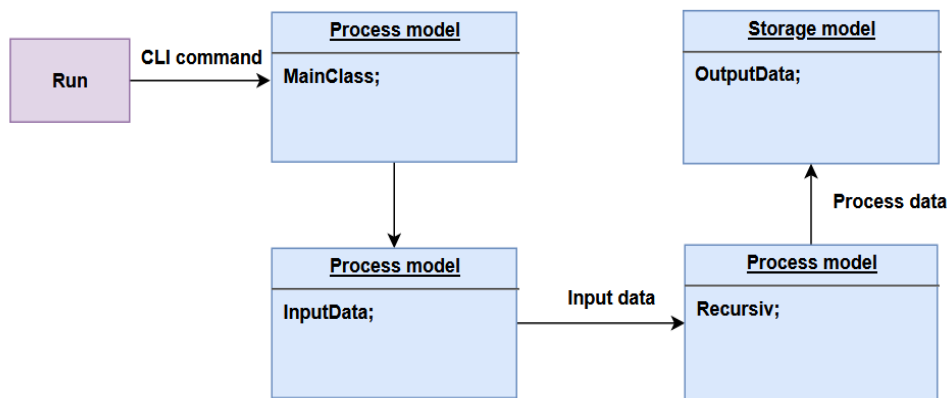 Run
CLI command
Process model
MainClass;
Storage model
OutputData;
Process data
Process model
InputData;
Input data
Process model
Recursiv;